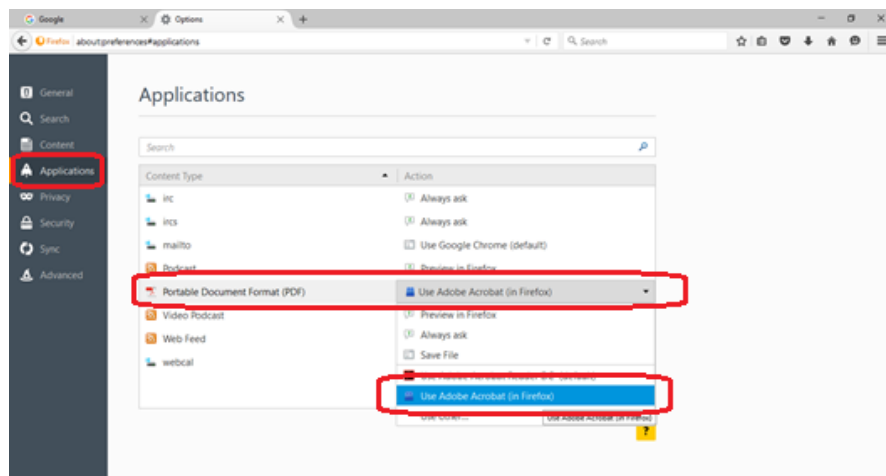 Google
Options
Firefox about:preferences#applications
Search
General
Applications
Search
Content
Search
Applications
Content Type Action
Privacy
irc Always ask
Security
ircs Always ask
Sync
mailto Use Google Chrome (default)
Advanced
Podcast Preview in Firefox
Portable Document Format (PDF) Use Adobe Acrobat (in Firefox)
Video Podcast Preview in Firefox
Web Feed Always ask
Save File
webcal
Use Adobe Acrobat (in Firefox)
Use Other... Use Adobe Acrobat (in Firefox)
?